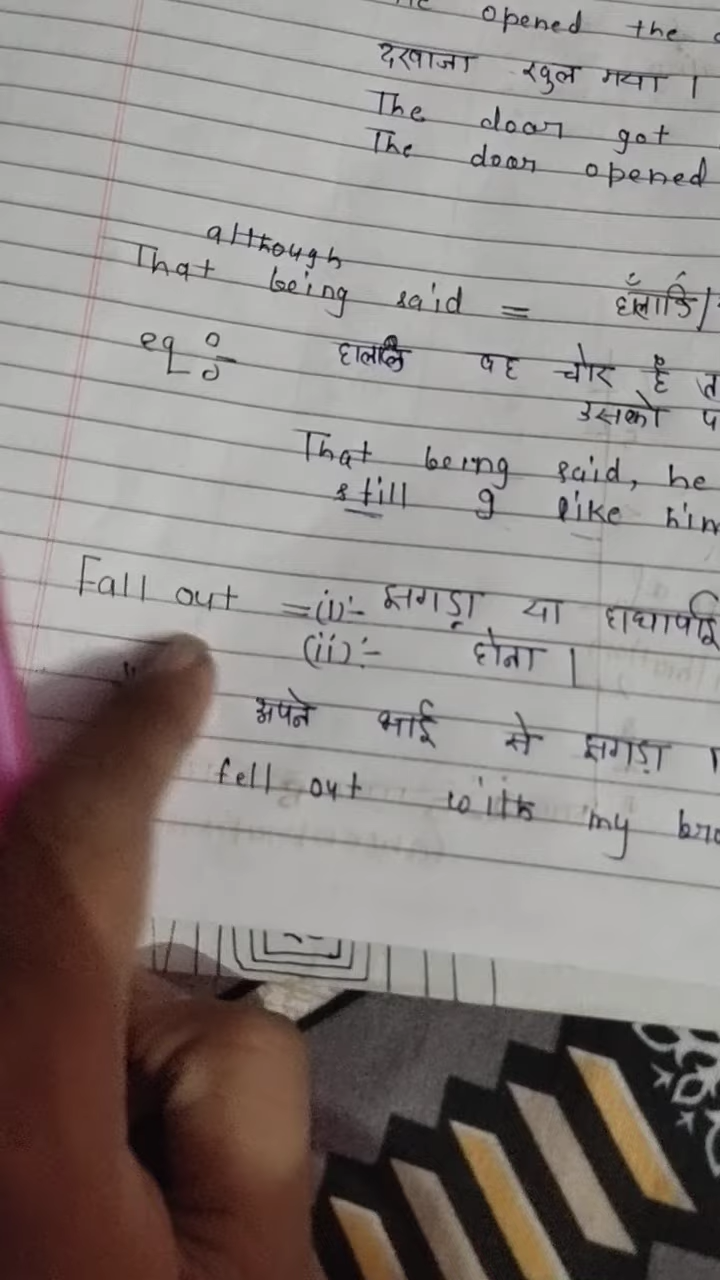 opened the
दरवाजा खुल गया ।
The door got
The door opened
although
That being said = हालाकि/
eg :- हालाकि वह चोर है
उसको
That being said, he
still I like him
Fall out =(i):- झगड़ा या हाथापाई
(ii):- होना ।
अपने भाई से झगड़ा
fell out with my